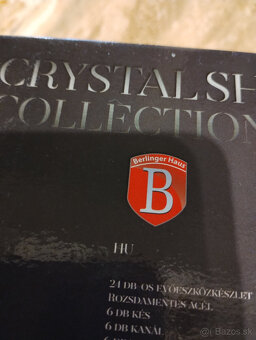 CRYSTAL SH
COLLECTION
Berlinger Haus
B
HU
24 DB-OS EVŐESZKÖZKÉSZLET
ROZSDAMENTES ACÉL
6 DB KÉS
6 DB KANÁL
Bazar.sk